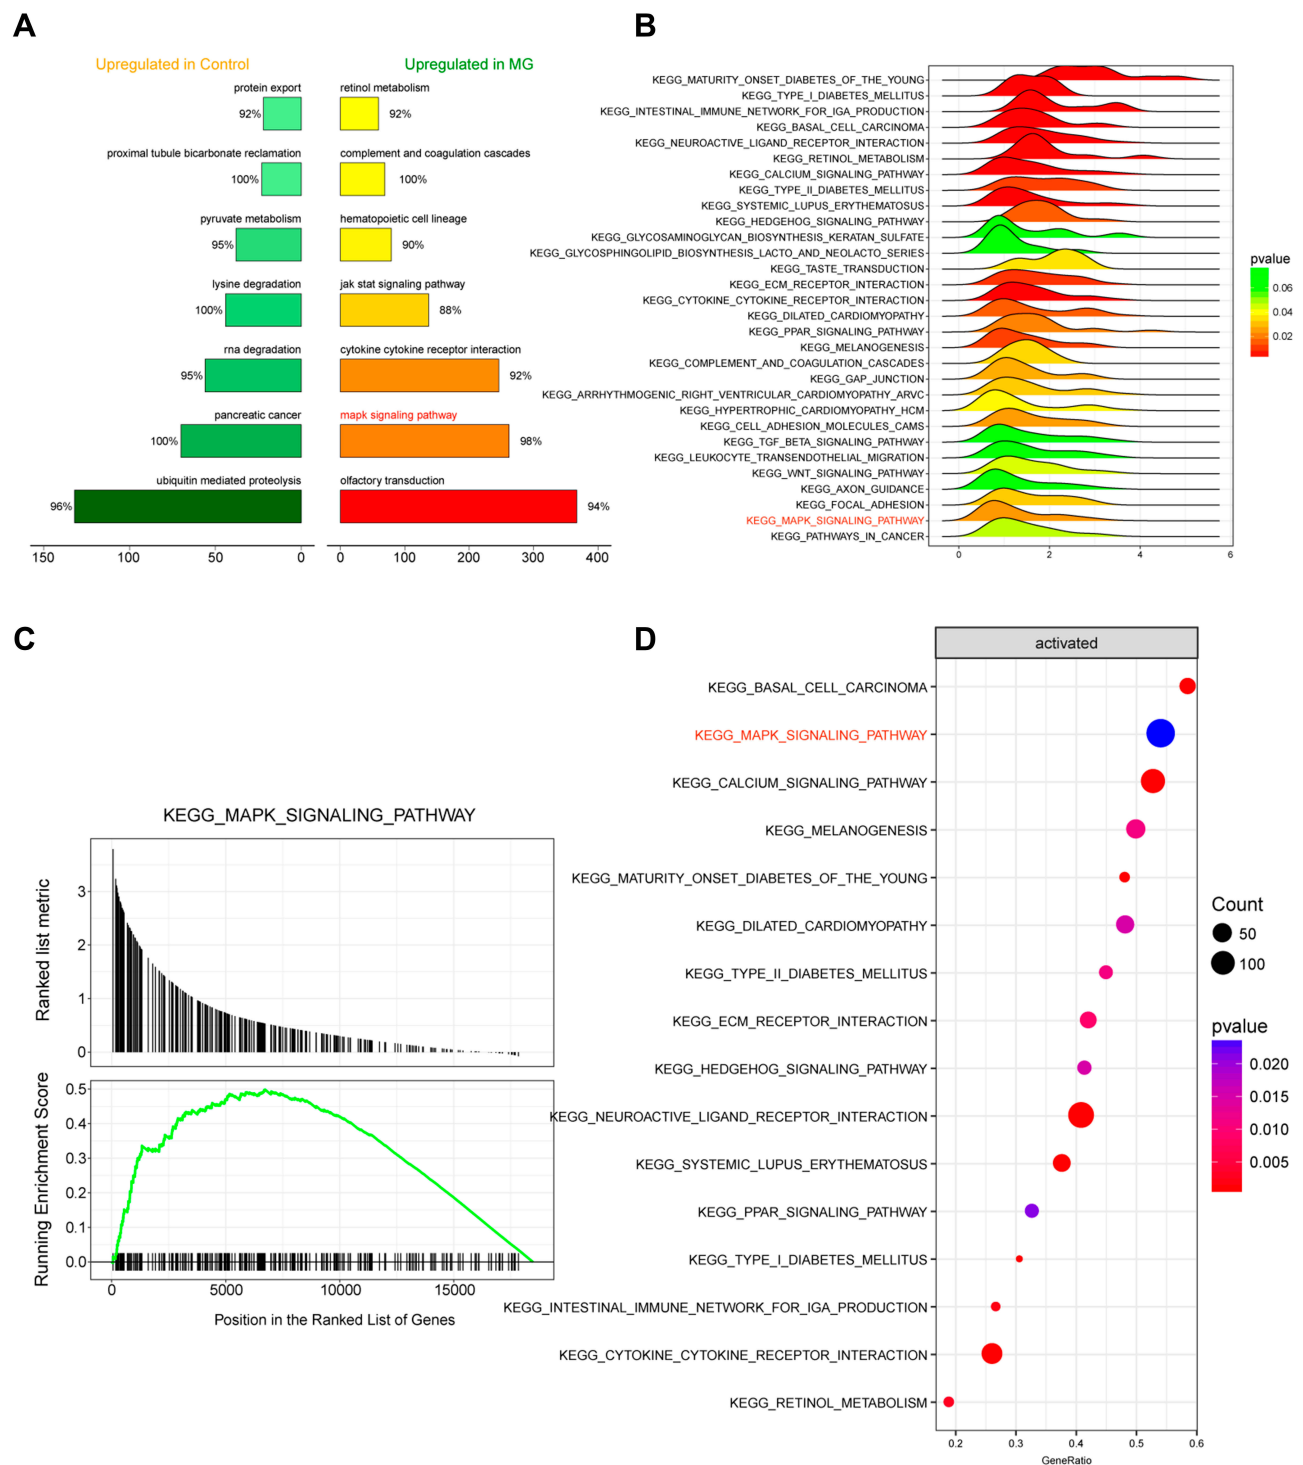 A
Upregulated in Control
Upregulated in MG
protein export
92%
retinol metabolism
92%
proximal tubule bicarbonate reclamation
100%
complement and coagulation cascades
100%
pyruvate metabolism
95%
hematopoietic cell lineage
90%
lysine degradation
100%
jak stat signaling pathway
88%
rna degradation
95%
cytokine cytokine receptor interaction
92%
pancreatic cancer
100%
mapk signaling pathway
98%
ubiquitin mediated proteolysis
96%
olfactory transduction
94%
150 100 50 0
0 100 200 300 400
B
KEGG_MATURITY_ONSET_DIABETES_OF_THE_YOUNG
KEGG_TYPE_I_DIABETES_MELLITUS
KEGG_INTESTINAL_IMMUNE_NETWORK_FOR_IGA_PRODUCTION
KEGG_BASAL_CELL_CARCINOMA
KEGG_NEUROACTIVE_LIGAND_RECEPTOR_INTERACTION
KEGG_RETINOL_METABOLISM
KEGG_CALCIUM_SIGNALING_PATHWAY
KEGG_TYPE_II_DIABETES_MELLITUS
KEGG_SYSTEMIC_LUPUS_ERYTHEMATOSUS
KEGG_HEDGEHOG_SIGNALING_PATHWAY
KEGG_GLYCOSAMINOGLYCAN_BIOSYNTHESIS_KERATAN_SULFATE
KEGG_GLYCOSPHINGOLIPID_BIOSYNTHESIS_LACTO_AND_NEOLACTO_SERIES
KEGG_TASTE_TRANSDUCTION
KEGG_ECM_RECEPTOR_INTERACTION
KEGG_CYTOKINE_CYTOKINE_RECEPTOR_INTERACTION
KEGG_DILATED_CARDIOMYOPATHY
KEGG_PPAR_SIGNALING_PATHWAY
KEGG_MELANOGENESIS
KEGG_COMPLEMENT_AND_COAGULATION_CASCADES
KEGG_GAP_JUNCTION
KEGG_ARRHYTHMOGENIC_RIGHT_VENTRICULAR_CARDIOMYOPATHY_ARVC
KEGG_HYPERTROPHIC_CARDIOMYOPATHY_HCM
KEGG_CELL_ADHESION_MOLECULES_CAMS
KEGG_TGF_BETA_SIGNALING_PATHWAY
KEGG_LEUKOCYTE_TRANSENDOTHELIAL_MIGRATION
KEGG_WNT_SIGNALING_PATHWAY
KEGG_AXON_GUIDANCE
KEGG_FOCAL_ADHESION
KEGG_MAPK_SIGNALING_PATHWAY
KEGG_PATHWAYS_IN_CANCER
0 2 4 6
pvalue
0.06
0.04
0.02
C
KEGG_MAPK_SIGNALING_PATHWAY
Ranked list metric
3
2
1
0
Running Enrichment Score
0.5
0.4
0.3
0.2
0.1
0.0
0 5000 10000 15000
Position in the Ranked List of Genes
D
activated
KEGG_BASAL_CELL_CARCINOMA
KEGG_MAPK_SIGNALING_PATHWAY
KEGG_CALCIUM_SIGNALING_PATHWAY
KEGG_MELANOGENESIS
KEGG_MATURITY_ONSET_DIABETES_OF_THE_YOUNG
KEGG_DILATED_CARDIOMYOPATHY
KEGG_TYPE_II_DIABETES_MELLITUS
KEGG_ECM_RECEPTOR_INTERACTION
KEGG_HEDGEHOG_SIGNALING_PATHWAY
KEGG_NEUROACTIVE_LIGAND_RECEPTOR_INTERACTION
KEGG_SYSTEMIC_LUPUS_ERYTHEMATOSUS
KEGG_PPAR_SIGNALING_PATHWAY
KEGG_TYPE_I_DIABETES_MELLITUS
KEGG_INTESTINAL_IMMUNE_NETWORK_FOR_IGA_PRODUCTION
KEGG_CYTOKINE_CYTOKINE_RECEPTOR_INTERACTION
KEGG_RETINOL_METABOLISM
0.2 0.3 0.4 0.5 0.6
GeneRatio
Count
50
100
pvalue
0.020
0.015
0.010
0.005